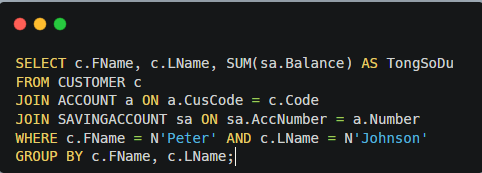 SELECT c.FName, c.LName, SUM(sa.Balance) AS TongSoDu
FROM CUSTOMER c
JOIN ACCOUNT a ON a.CusCode = c.Code
JOIN SAVINGACCOUNT sa ON sa.AccNumber = a.Number
WHERE c.FName = N'Peter' AND c.LName = N'Johnson'
GROUP BY c.FName, c.LName;